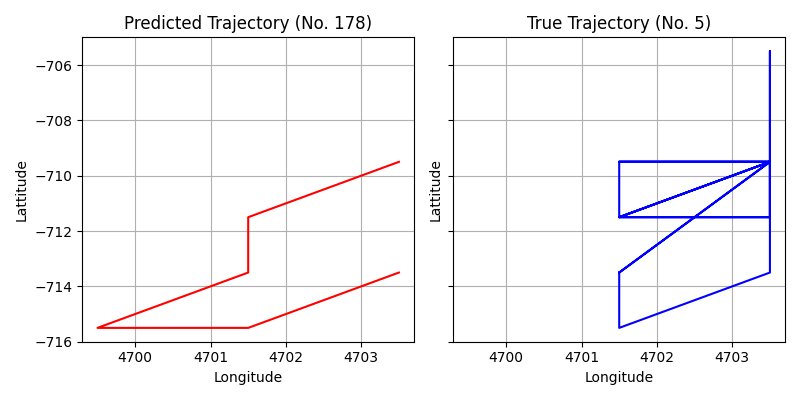 Predicted Trajectory (No. 178)
True Trajectory (No. 5)
Lattitude
−706
−708
−710
−712
−714
−716
4700 4701 4702 4703
Longitude
Lattitude
4700 4701 4702 4703
Longitude